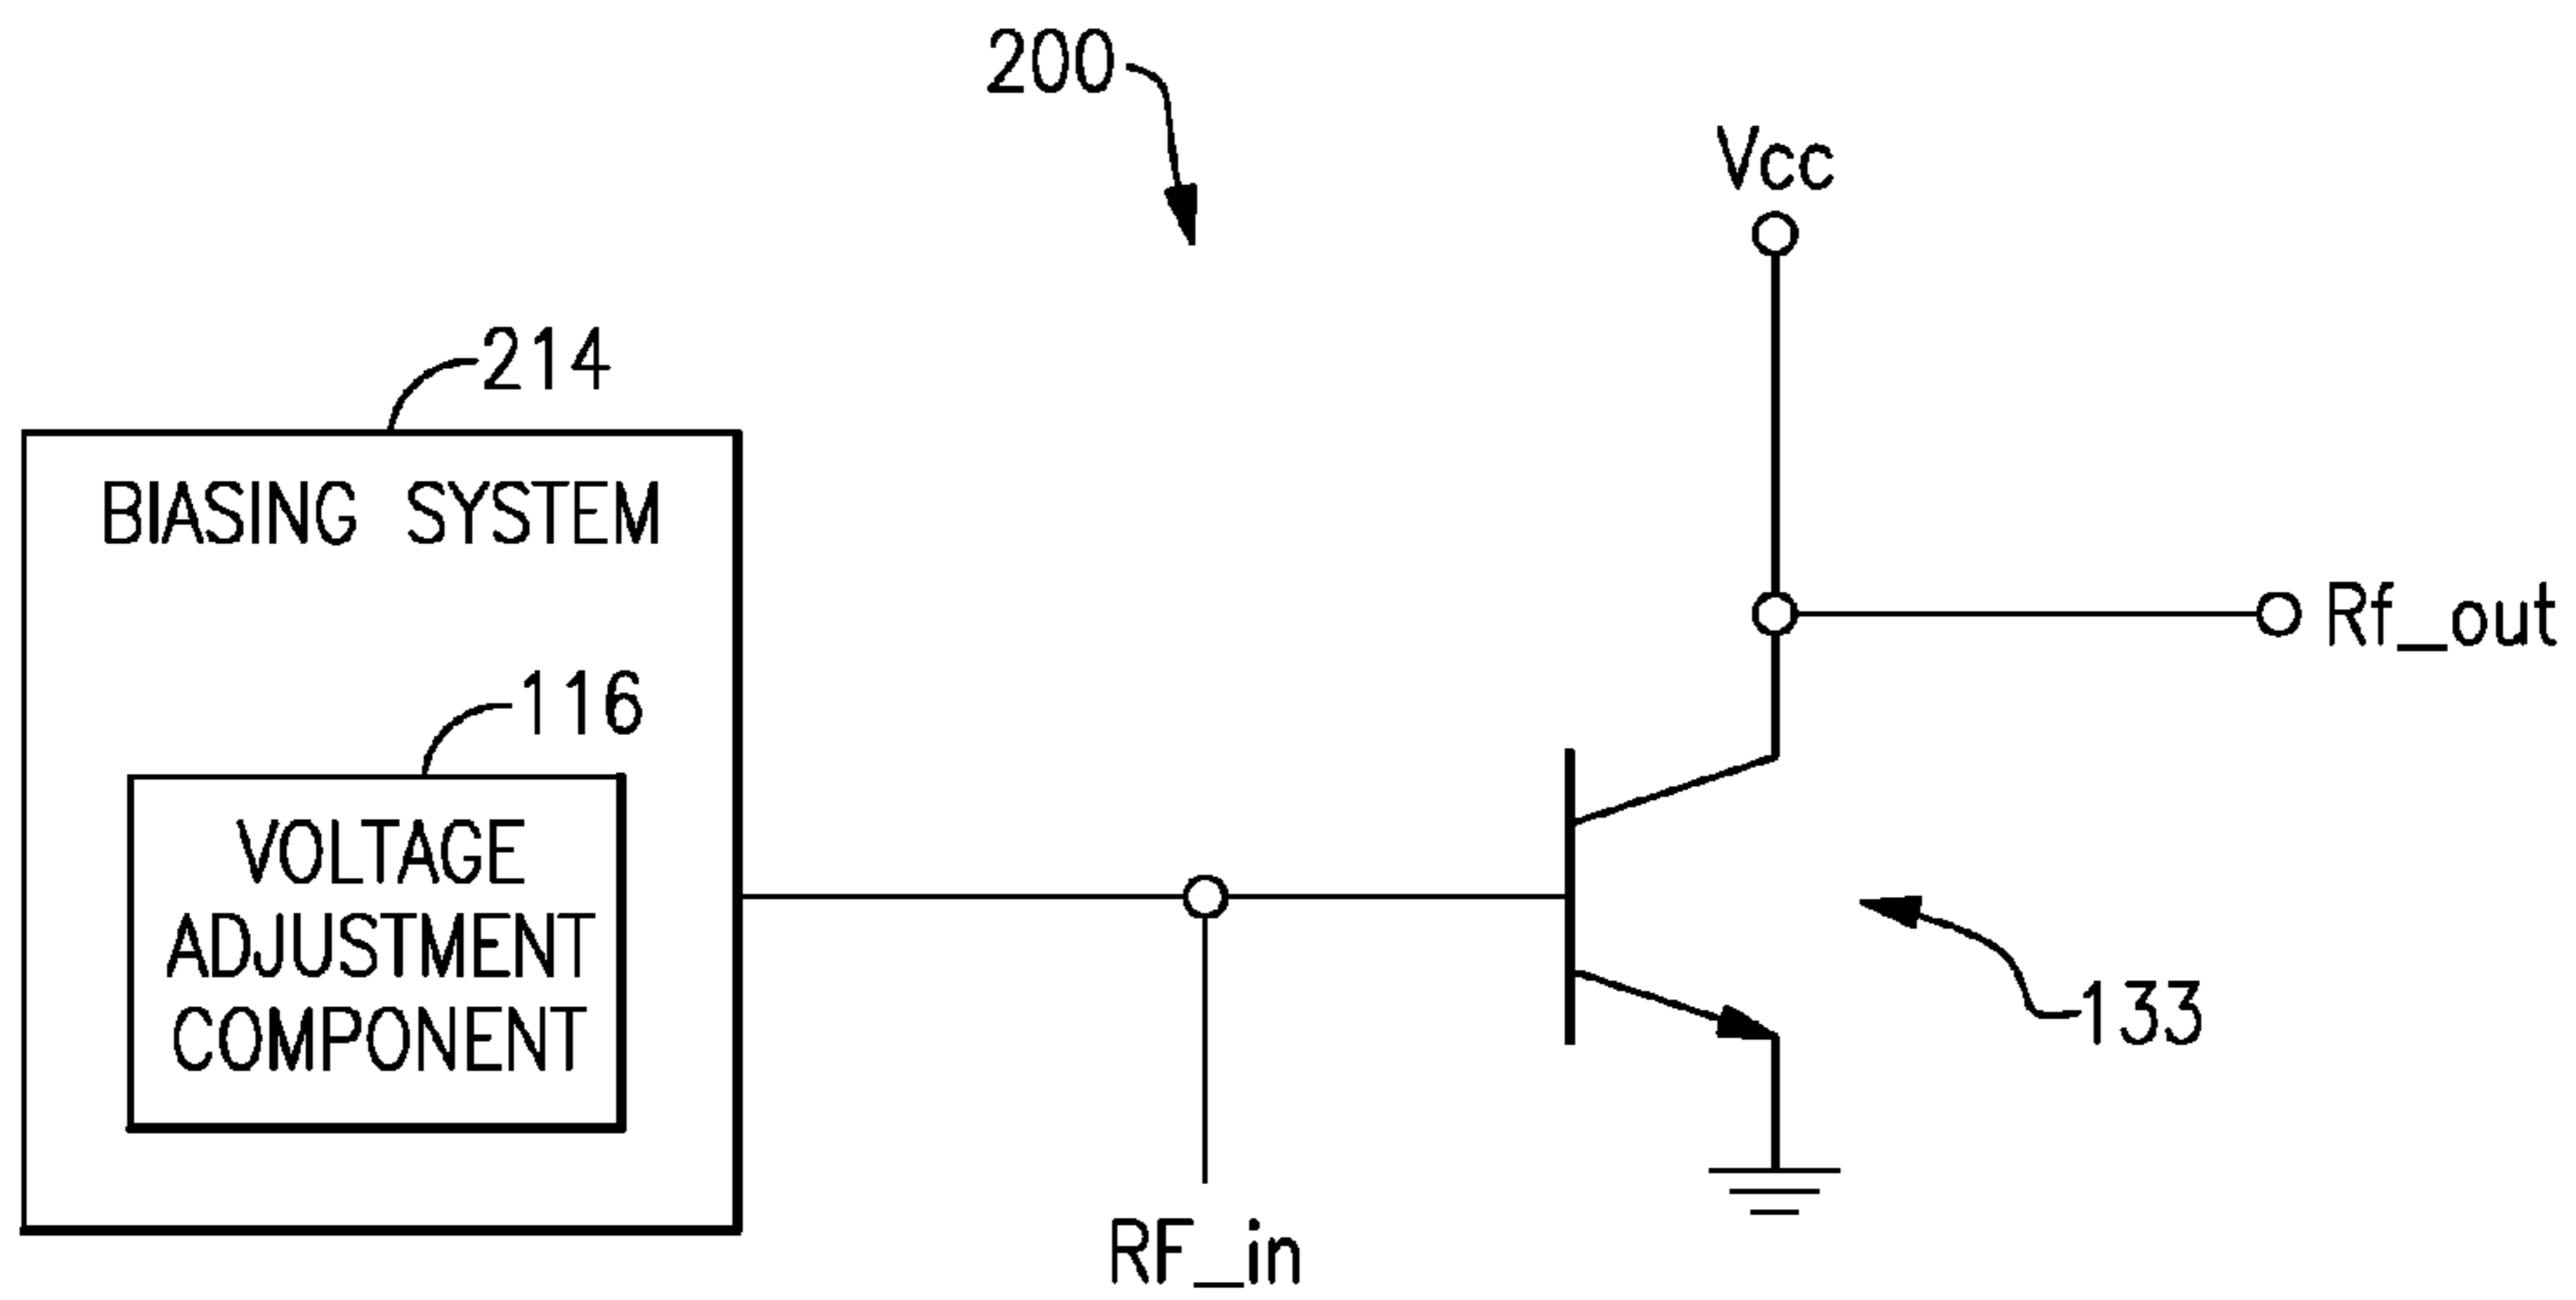 200
Vcc
214
BIASING SYSTEM
Rf_out
116
VOLTAGE
ADJUSTMENT
COMPONENT
133
RF_in